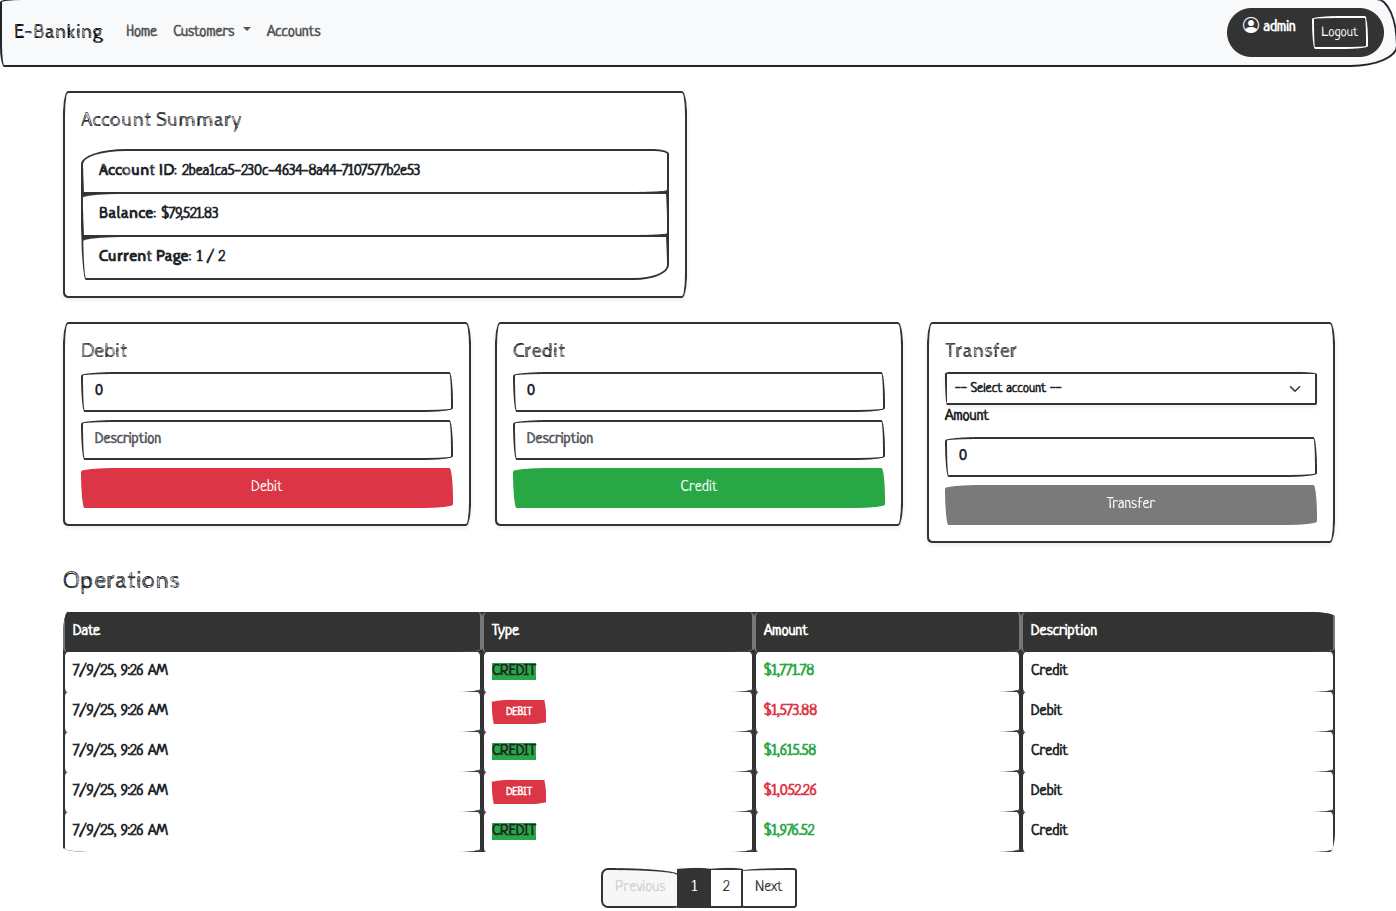 E-Banking Home Customers Accounts admin Logout
Account Summary
Account ID: 2bea1ca5-230c-4634-8a44-7107577b2e53
Balance: $79,521.83
Current Page: 1 / 2
Debit
0
Description
Debit
Credit
0
Description
Credit
Transfer
-- Select account --
Amount
0
Transfer
Operations
Date Type Amount Description
7/9/25, 9:26 AM CREDIT $1,771.78 Credit
7/9/25, 9:26 AM DEBIT $1,573.88 Debit
7/9/25, 9:26 AM CREDIT $1,615.58 Credit
7/9/25, 9:26 AM DEBIT $1,052.26 Debit
7/9/25, 9:26 AM CREDIT $1,976.52 Credit
Previous 1 2 Next